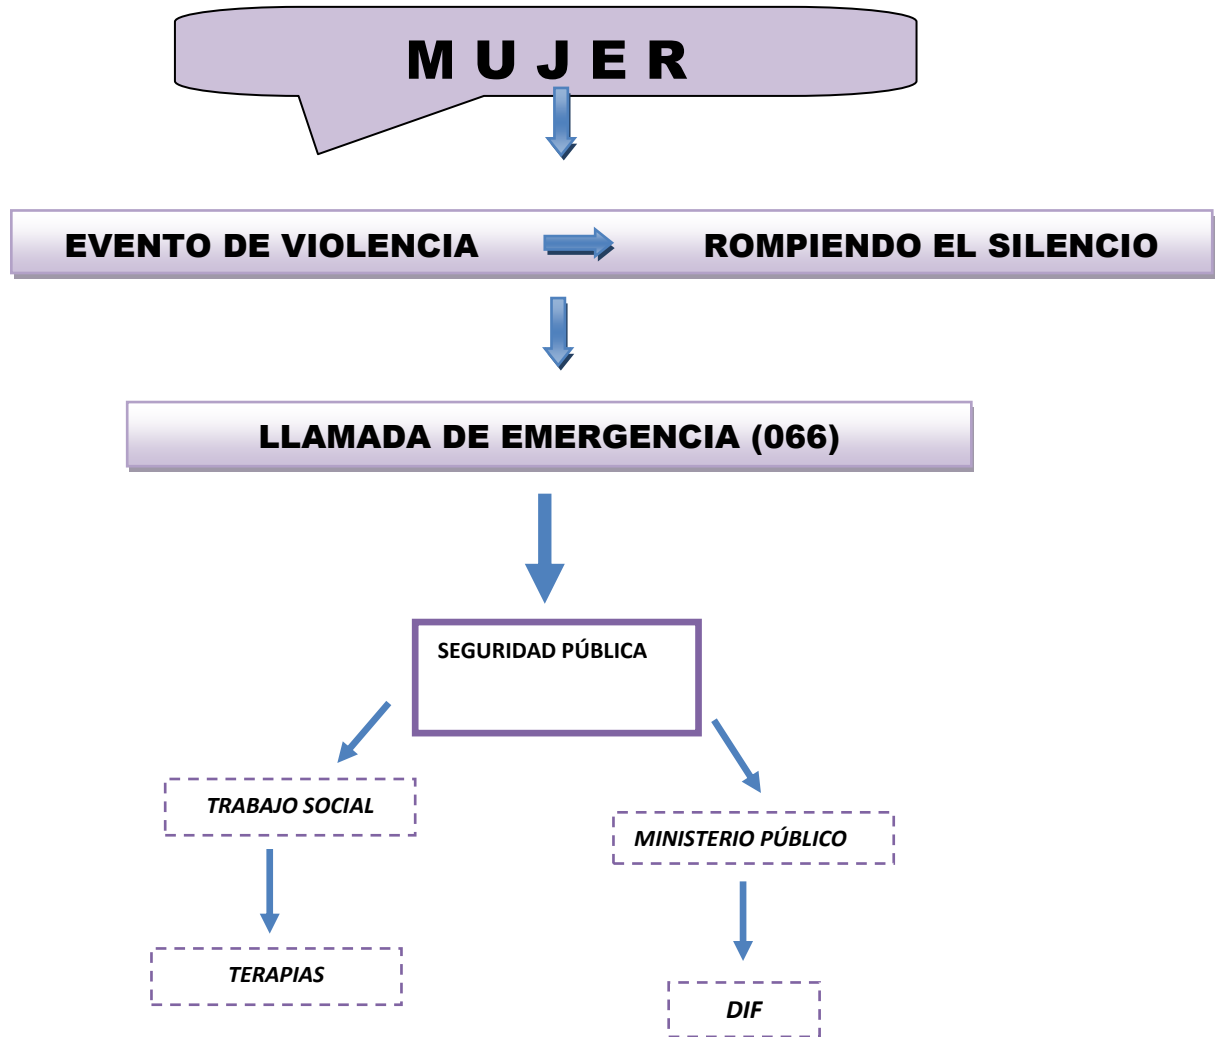 M U J E R
EVENTO DE VIOLENCIA ROMPIENDO EL SILENCIO
LLAMADA DE EMERGENCIA (066)
SEGURIDAD PÚBLICA
TRABAJO SOCIAL
MINISTERIO PÚBLICO
TERAPIAS
DIF